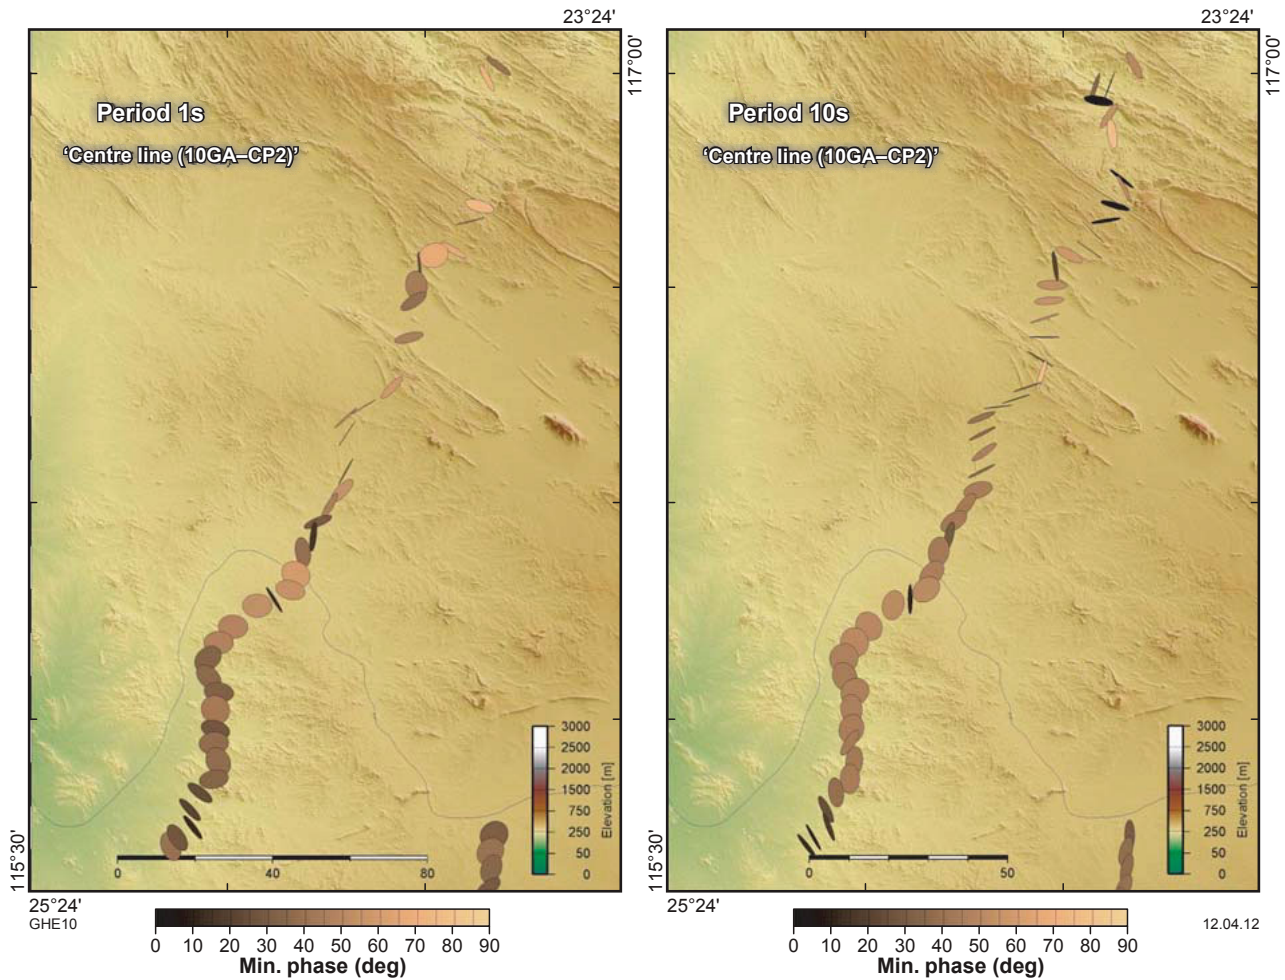 23°24'
117°00'
Period 1s
‘Centre line (10GA–CP2)’
3000
2500
2000
1500
750
250
50
0
Elevation [m]
0 40 80
115°30'
25°24'
GHE10
0 10 20 30 40 50 60 70 80 90
Min. phase (deg)
23°24'
117°00'
Period 10s
‘Centre line (10GA–CP2)’
3000
2500
2000
1500
750
250
50
0
Elevation [m]
0 50
115°30'
25°24'
12.04.12
0 10 20 30 40 50 60 70 80 90
Min. phase (deg)